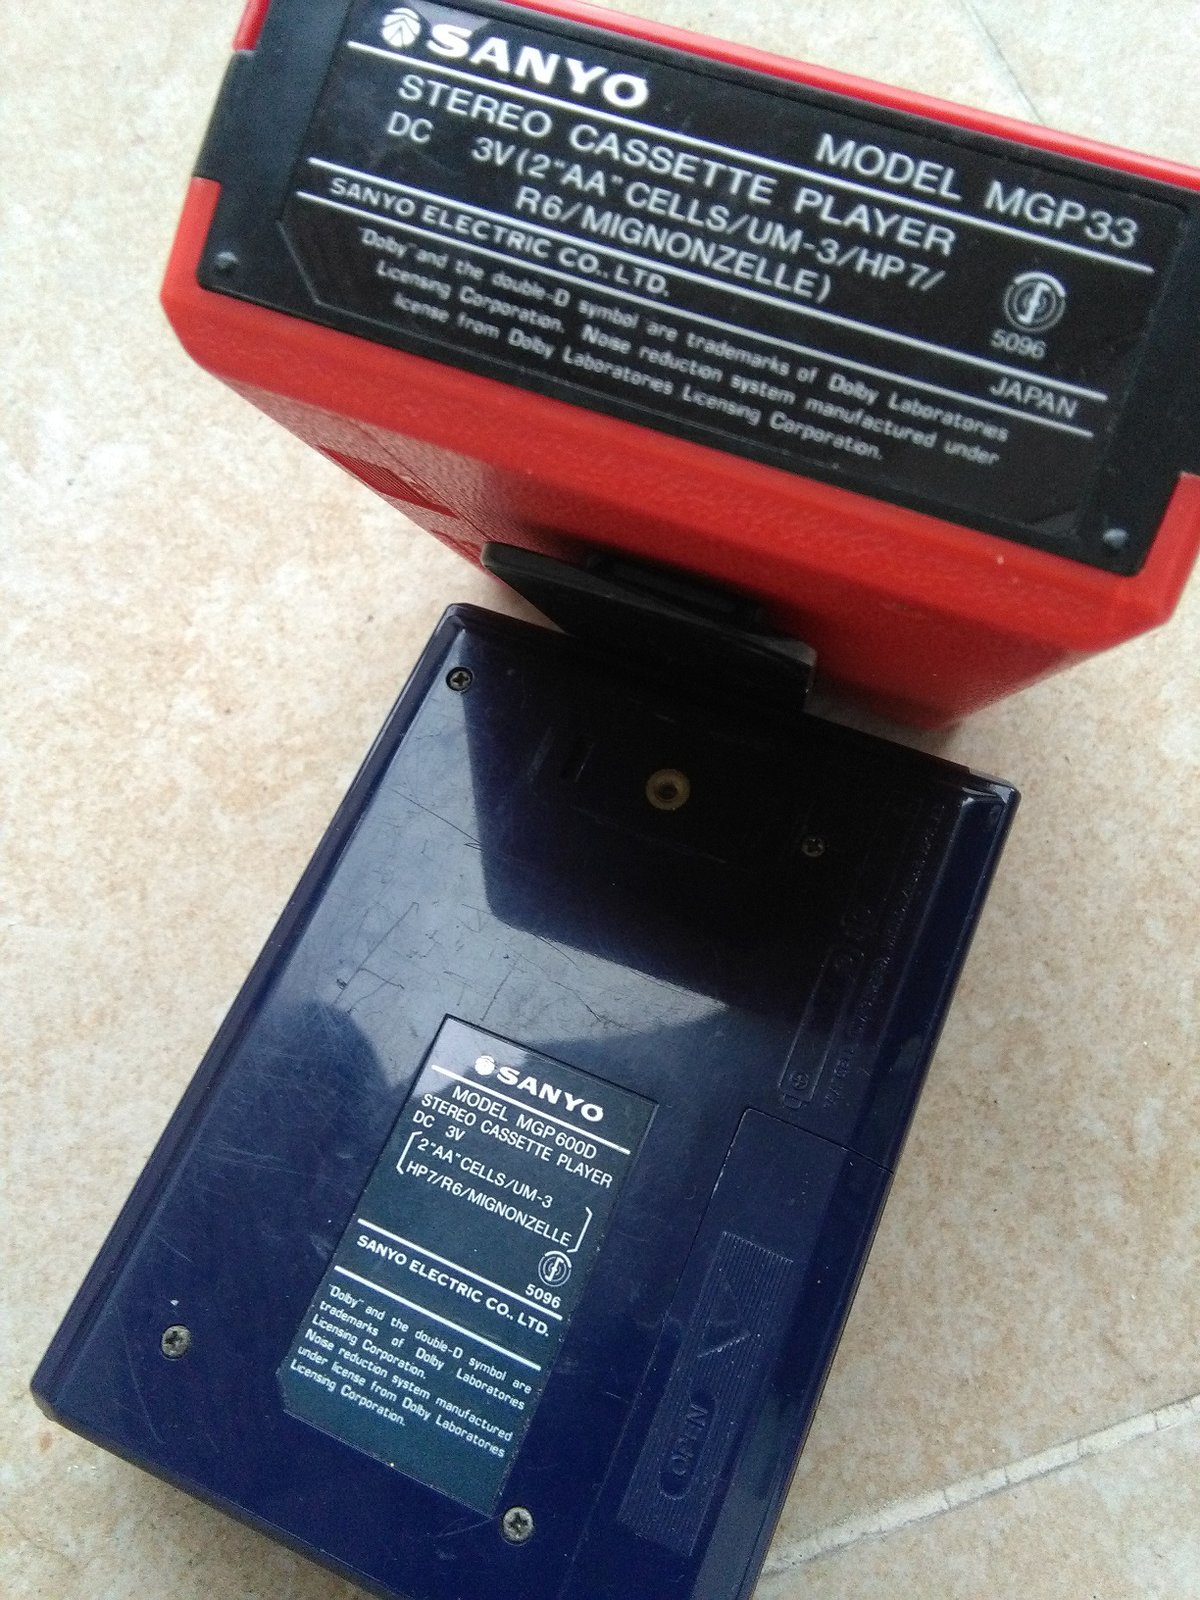 SANYO
MODEL MGP33
STEREO CASSETTE PLAYER
DC 3V (2"AA" CELLS/UM-3/HP7/
R6/MIGNONZELLE)
5096
SANYO ELECTRIC CO., LTD. JAPAN
"Dolby" and the double-D symbol are trademarks of Dolby Laboratories
Licensing Corporation. Noise reduction system manufactured under
license from Dolby Laboratories Licensing Corporation.
SANYO
MODEL MGP600D
STEREO CASSETTE PLAYER
DC 3V
2"AA" CELLS/UM-3
HP7/R6/MIGNONZELLE
5096
SANYO ELECTRIC CO., LTD.
"Dolby" and the double-D symbol are
trademarks of Dolby Laboratories
Licensing Corporation.
Noise reduction system manufactured
under license from Dolby Laboratories
Licensing Corporation.
OPEN